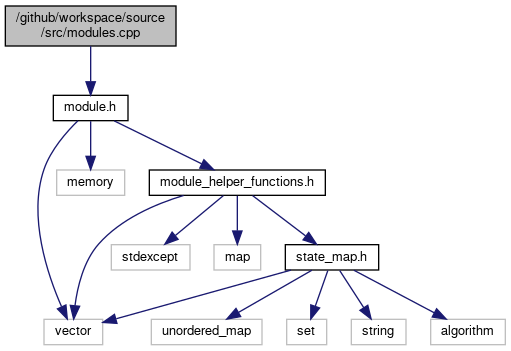 /github/workspace/source
/src/modules.cpp
module.h
memory
module_helper_functions.h
stdexcept
map
state_map.h
vector
unordered_map
set
string
algorithm